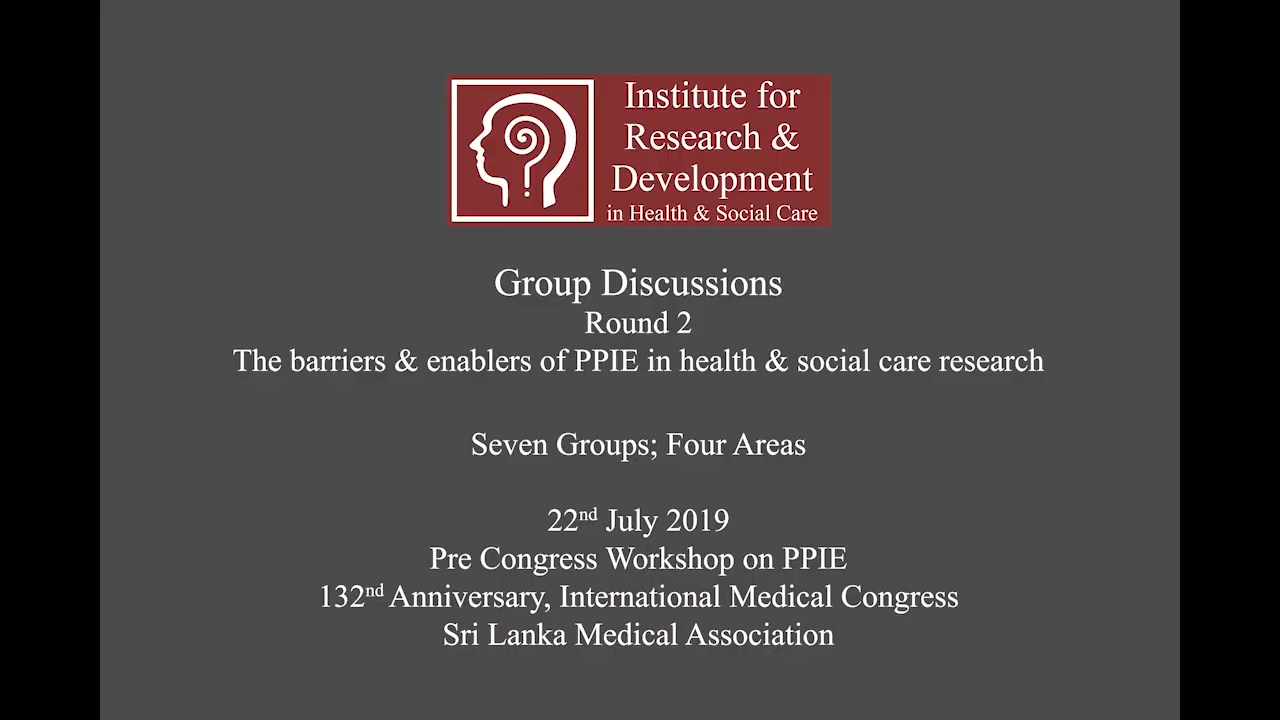 Institute for
Research &
Development
in Health & Social Care
Group Discussions
Round 2
The barriers & enablers of PPIE in health & social care research
Seven Groups; Four Areas
22nd July 2019
Pre Congress Workshop on PPIE
132nd Anniversary, International Medical Congress
Sri Lanka Medical Association